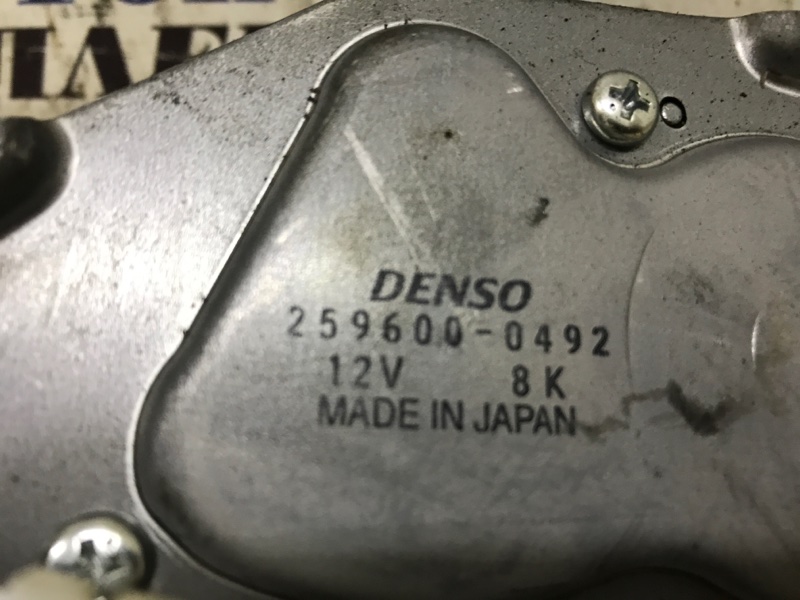 DENSO
259600-0492
12V 8K
MADE IN JAPAN